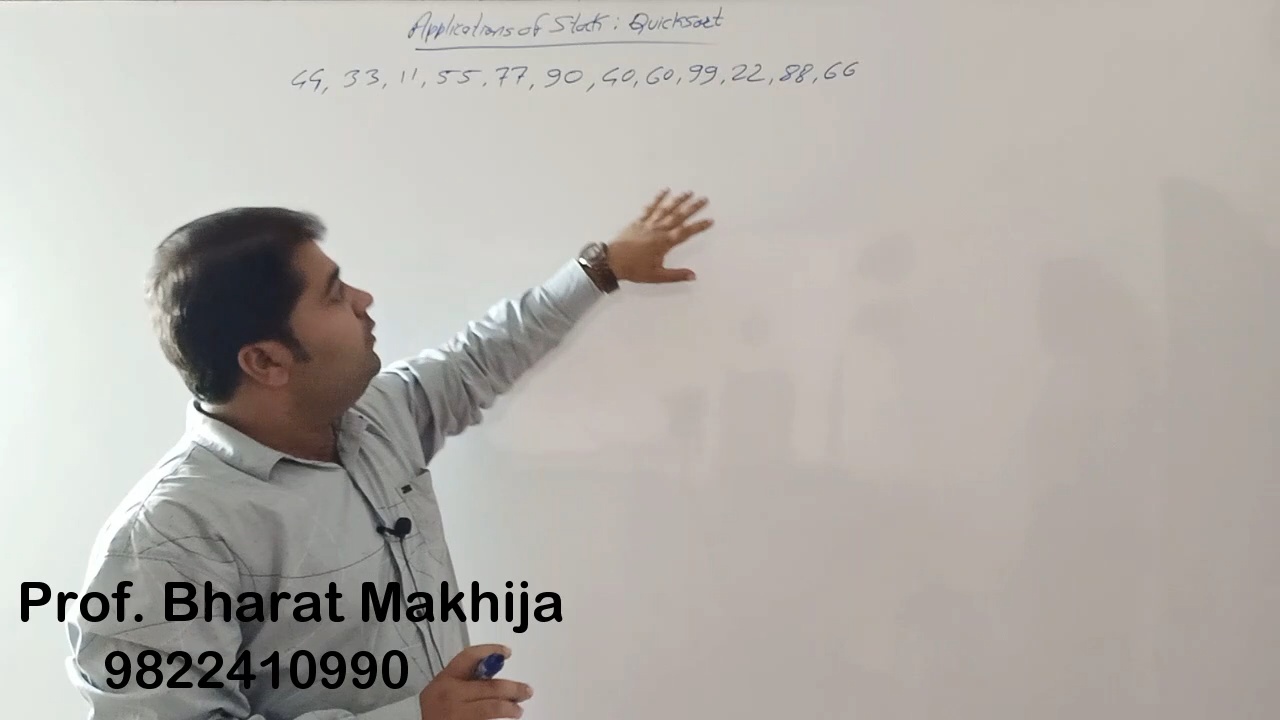 Applications of Stack: Quicksort
44, 33, 11, 55, 77, 90, 40, 60, 99, 22, 88, 66
Prof. Bharat Makhija
9822410990